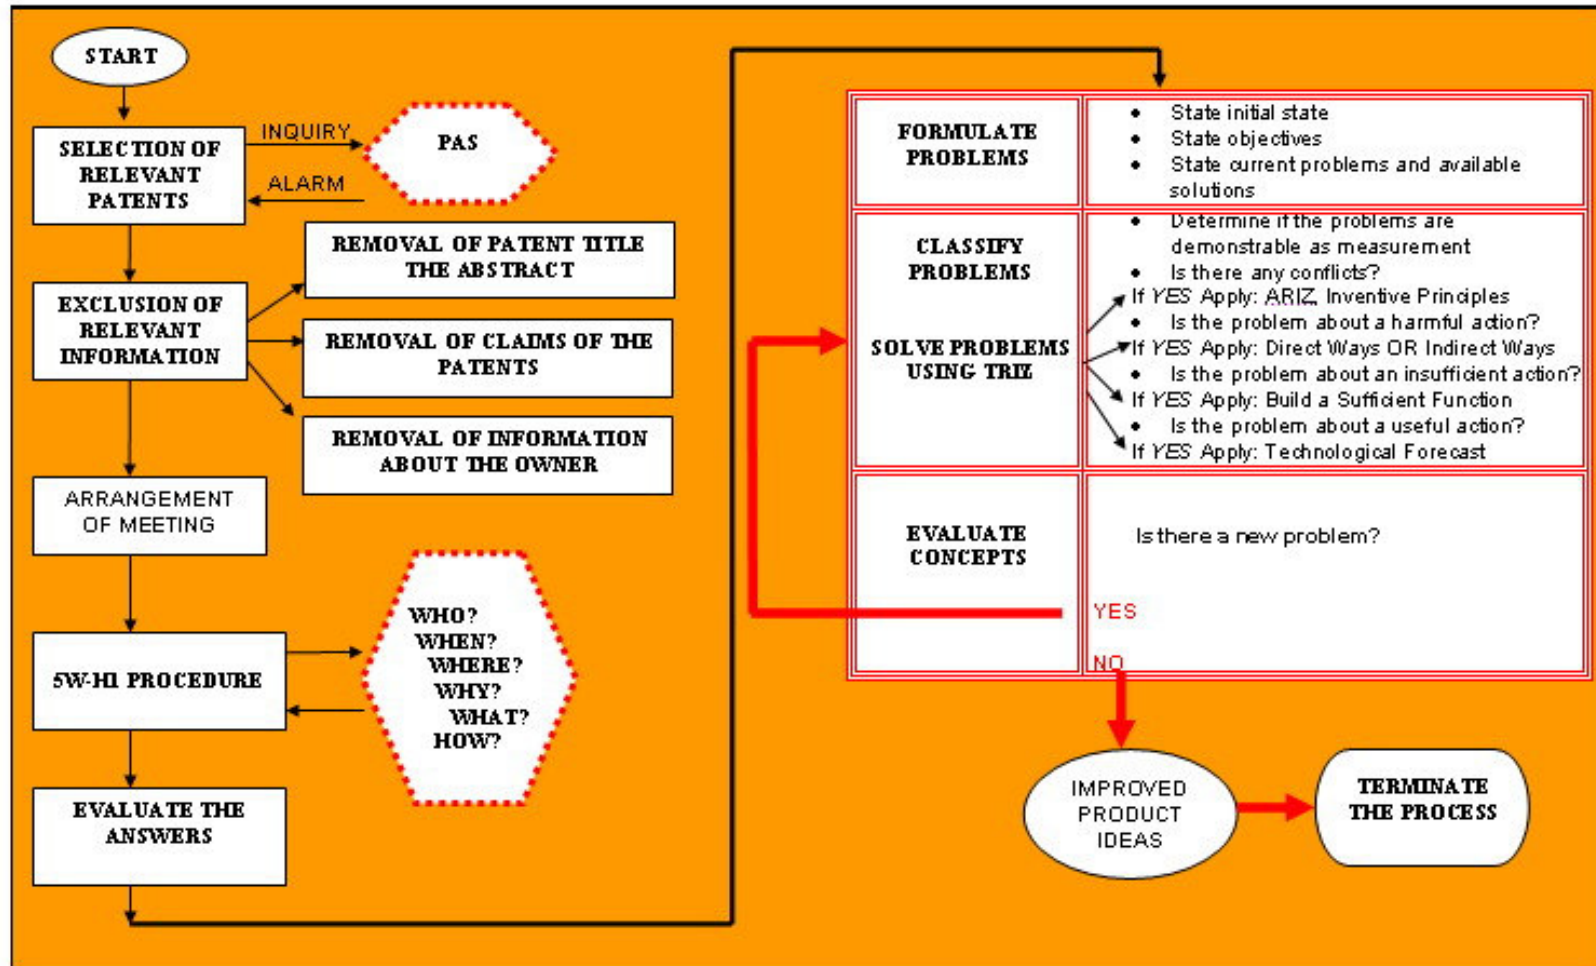 START
SELECTION OF
RELEVANT
PATENTS
INQUIRY
ALARM
PAS
EXCLUSION OF
RELEVANT
INFORMATION
REMOVAL OF PATENT TITLE
THE ABSTRACT
REMOVAL OF CLAIMS OF THE
PATENTS
REMOVAL OF INFORMATION
ABOUT THE OWNER
ARRANGEMENT
OF MEETING
5W-H1 PROCEDURE
WHO?
WHEN?
WHERE?
WHY?
WHAT?
HOW?
EVALUATE THE
ANSWERS
FORMULATE
PROBLEMS
• State initial state
• State objectives
• State current problems and available
solutions
CLASSIFY
PROBLEMS
SOLVE PROBLEMS
USING TRIZ
• Determine if the problems are
demonstrable as measurement
• Is there any conflicts?
If YES Apply: ARIZ, Inventive Principles
• Is the problem about a harmful action?
If YES Apply: Direct Ways OR Indirect Ways
• Is the problem about an insufficient action?
If YES Apply: Build a Sufficient Function
• Is the problem about a useful action?
If YES Apply: Technological Forecast
EVALUATE
CONCEPTS
Is there a new problem?
YES
NO
IMPROVED
PRODUCT
IDEAS
TERMINATE
THE PROCESS